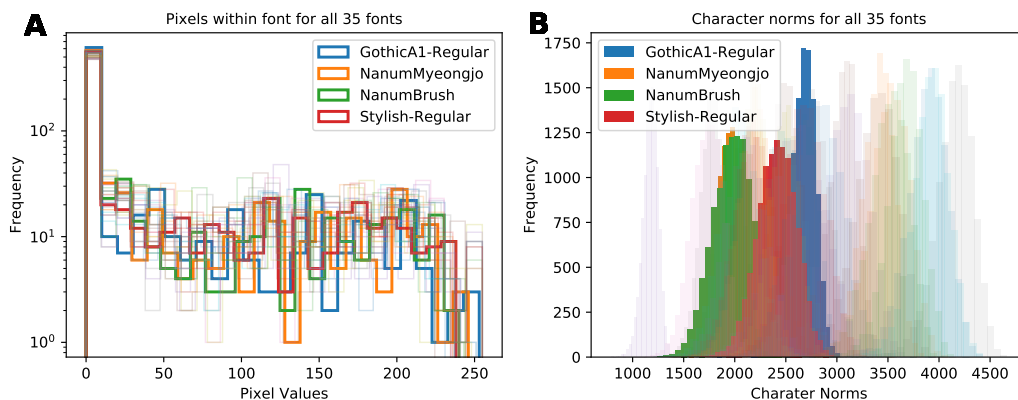 A
Pixels within font for all 35 fonts
GothicA1-Regular
NanumMyeongjo
NanumBrush
Stylish-Regular
10²
10¹
10⁰
Frequency
0 50 100 150 200 250
Pixel Values
B
Character norms for all 35 fonts
GothicA1-Regular
NanumMyeongjo
NanumBrush
Stylish-Regular
1750
1500
1250
1000
750
500
250
0
Frequency
1000 1500 2000 2500 3000 3500 4000 4500
Charater Norms